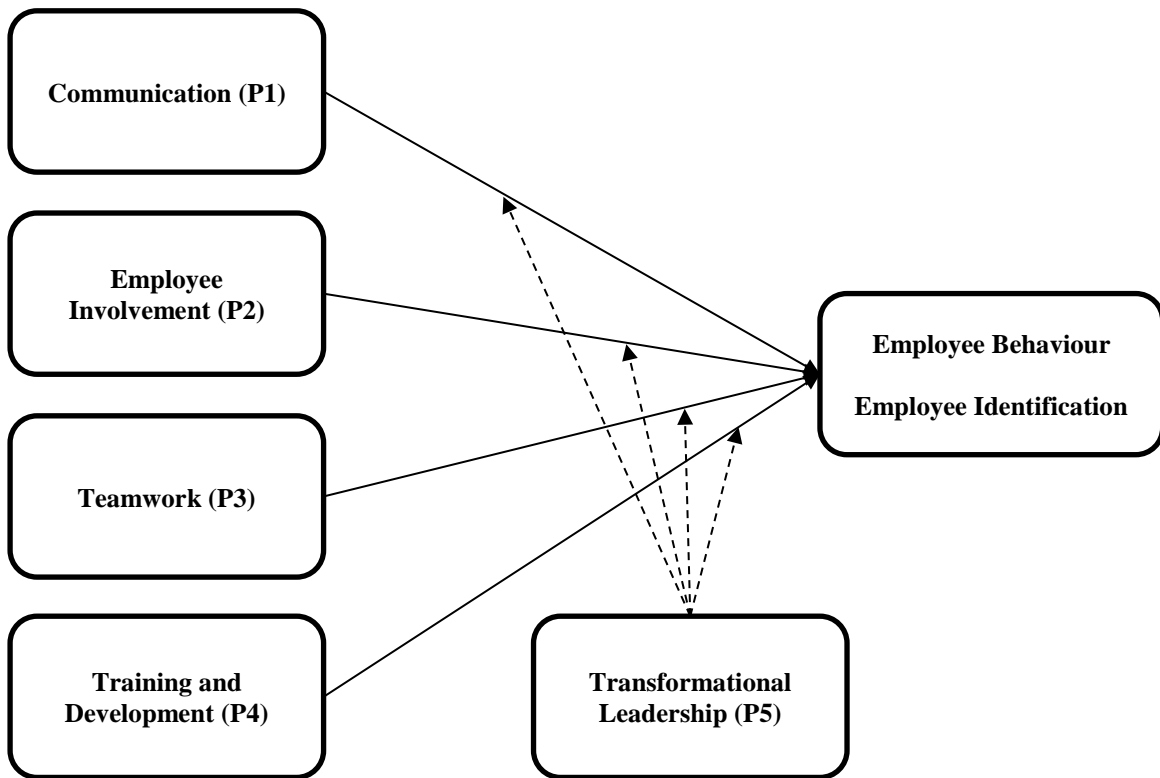 Communication (P1)
Employee
Involvement (P2)
Teamwork (P3)
Training and
Development (P4)
Employee Behaviour
Employee Identification
Transformational
Leadership (P5)